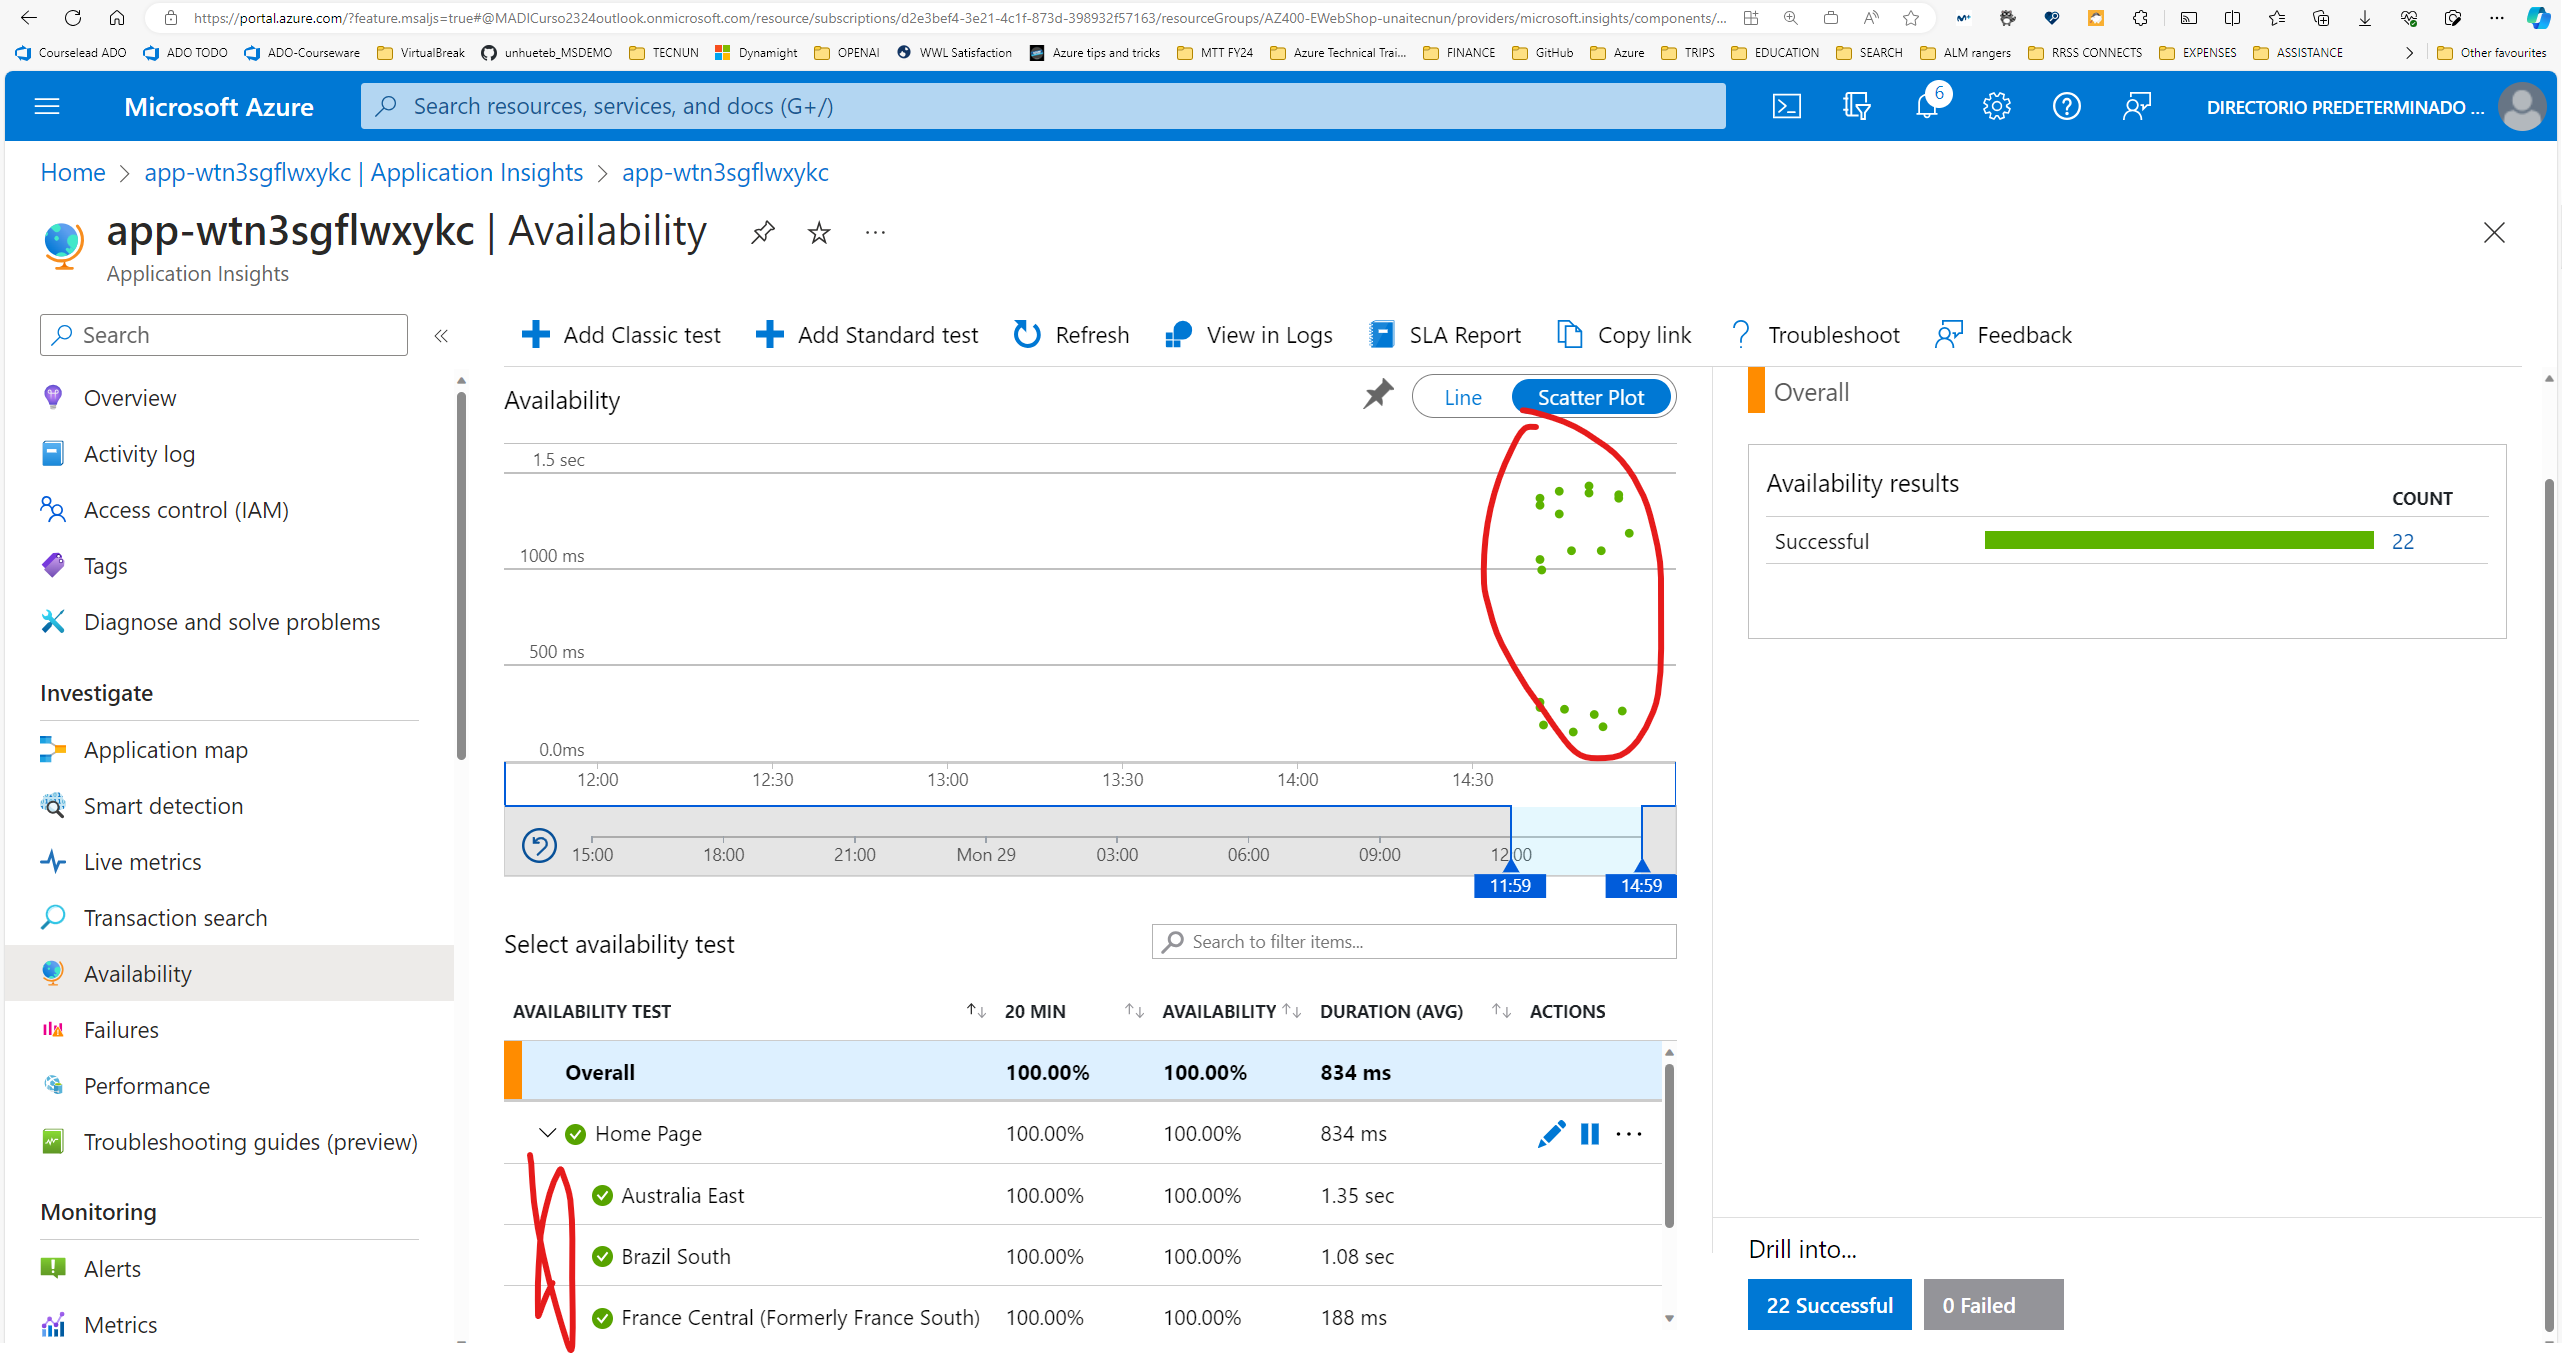 https://portal.azure.com/?feature.msaljs=true#@MADICurso2324outlook.onmicrosoft.com/resource/subscriptions/d2e3bef4-3e21-4c1f-873d-398932f57163/resourceGroups/AZ400-EWebShop-unaitecnun/providers/microsoft.insights/components/...
Courselead ADO ADO TODO ADO-Courseware VirtualBreak unhueteb_MSDEMO TECNUN Dynamight OPENAI WWL Satisfaction Azure tips and tricks MTT FY24 Azure Technical Trai... FINANCE GitHub Azure TRIPS EDUCATION SEARCH ALM rangers RRSS CONNECTS EXPENSES ASSISTANCE Other favourites
Microsoft Azure
Search resources, services, and docs (G+/)
6
DIRECTORIO PREDETERMINADO ...
Home > app-wtn3sgflwxykc | Application Insights > app-wtn3sgflwxykc
app-wtn3sgflwxykc | Availability
Application Insights
Search
Add Classic test Add Standard test Refresh View in Logs SLA Report Copy link Troubleshoot Feedback
Overview
Activity log
Access control (IAM)
Tags
Diagnose and solve problems
Investigate
Application map
Smart detection
Live metrics
Transaction search
Availability
Failures
Performance
Troubleshooting guides (preview)
Monitoring
Alerts
Metrics
Availability
Line Scatter Plot
1.5 sec
1000 ms
500 ms
0.0ms
12:00 12:30 13:00 13:30 14:00 14:30
15:00 18:00 21:00 Mon 29 03:00 06:00 09:00 12:00
11:59 14:59
Select availability test
Search to filter items...
AVAILABILITY TEST 20 MIN AVAILABILITY DURATION (AVG) ACTIONS
Overall 100.00% 100.00% 834 ms
Home Page 100.00% 100.00% 834 ms
Australia East 100.00% 100.00% 1.35 sec
Brazil South 100.00% 100.00% 1.08 sec
France Central (Formerly France South) 100.00% 100.00% 188 ms
Overall
Availability results
COUNT
Successful 22
Drill into...
22 Successful 0 Failed